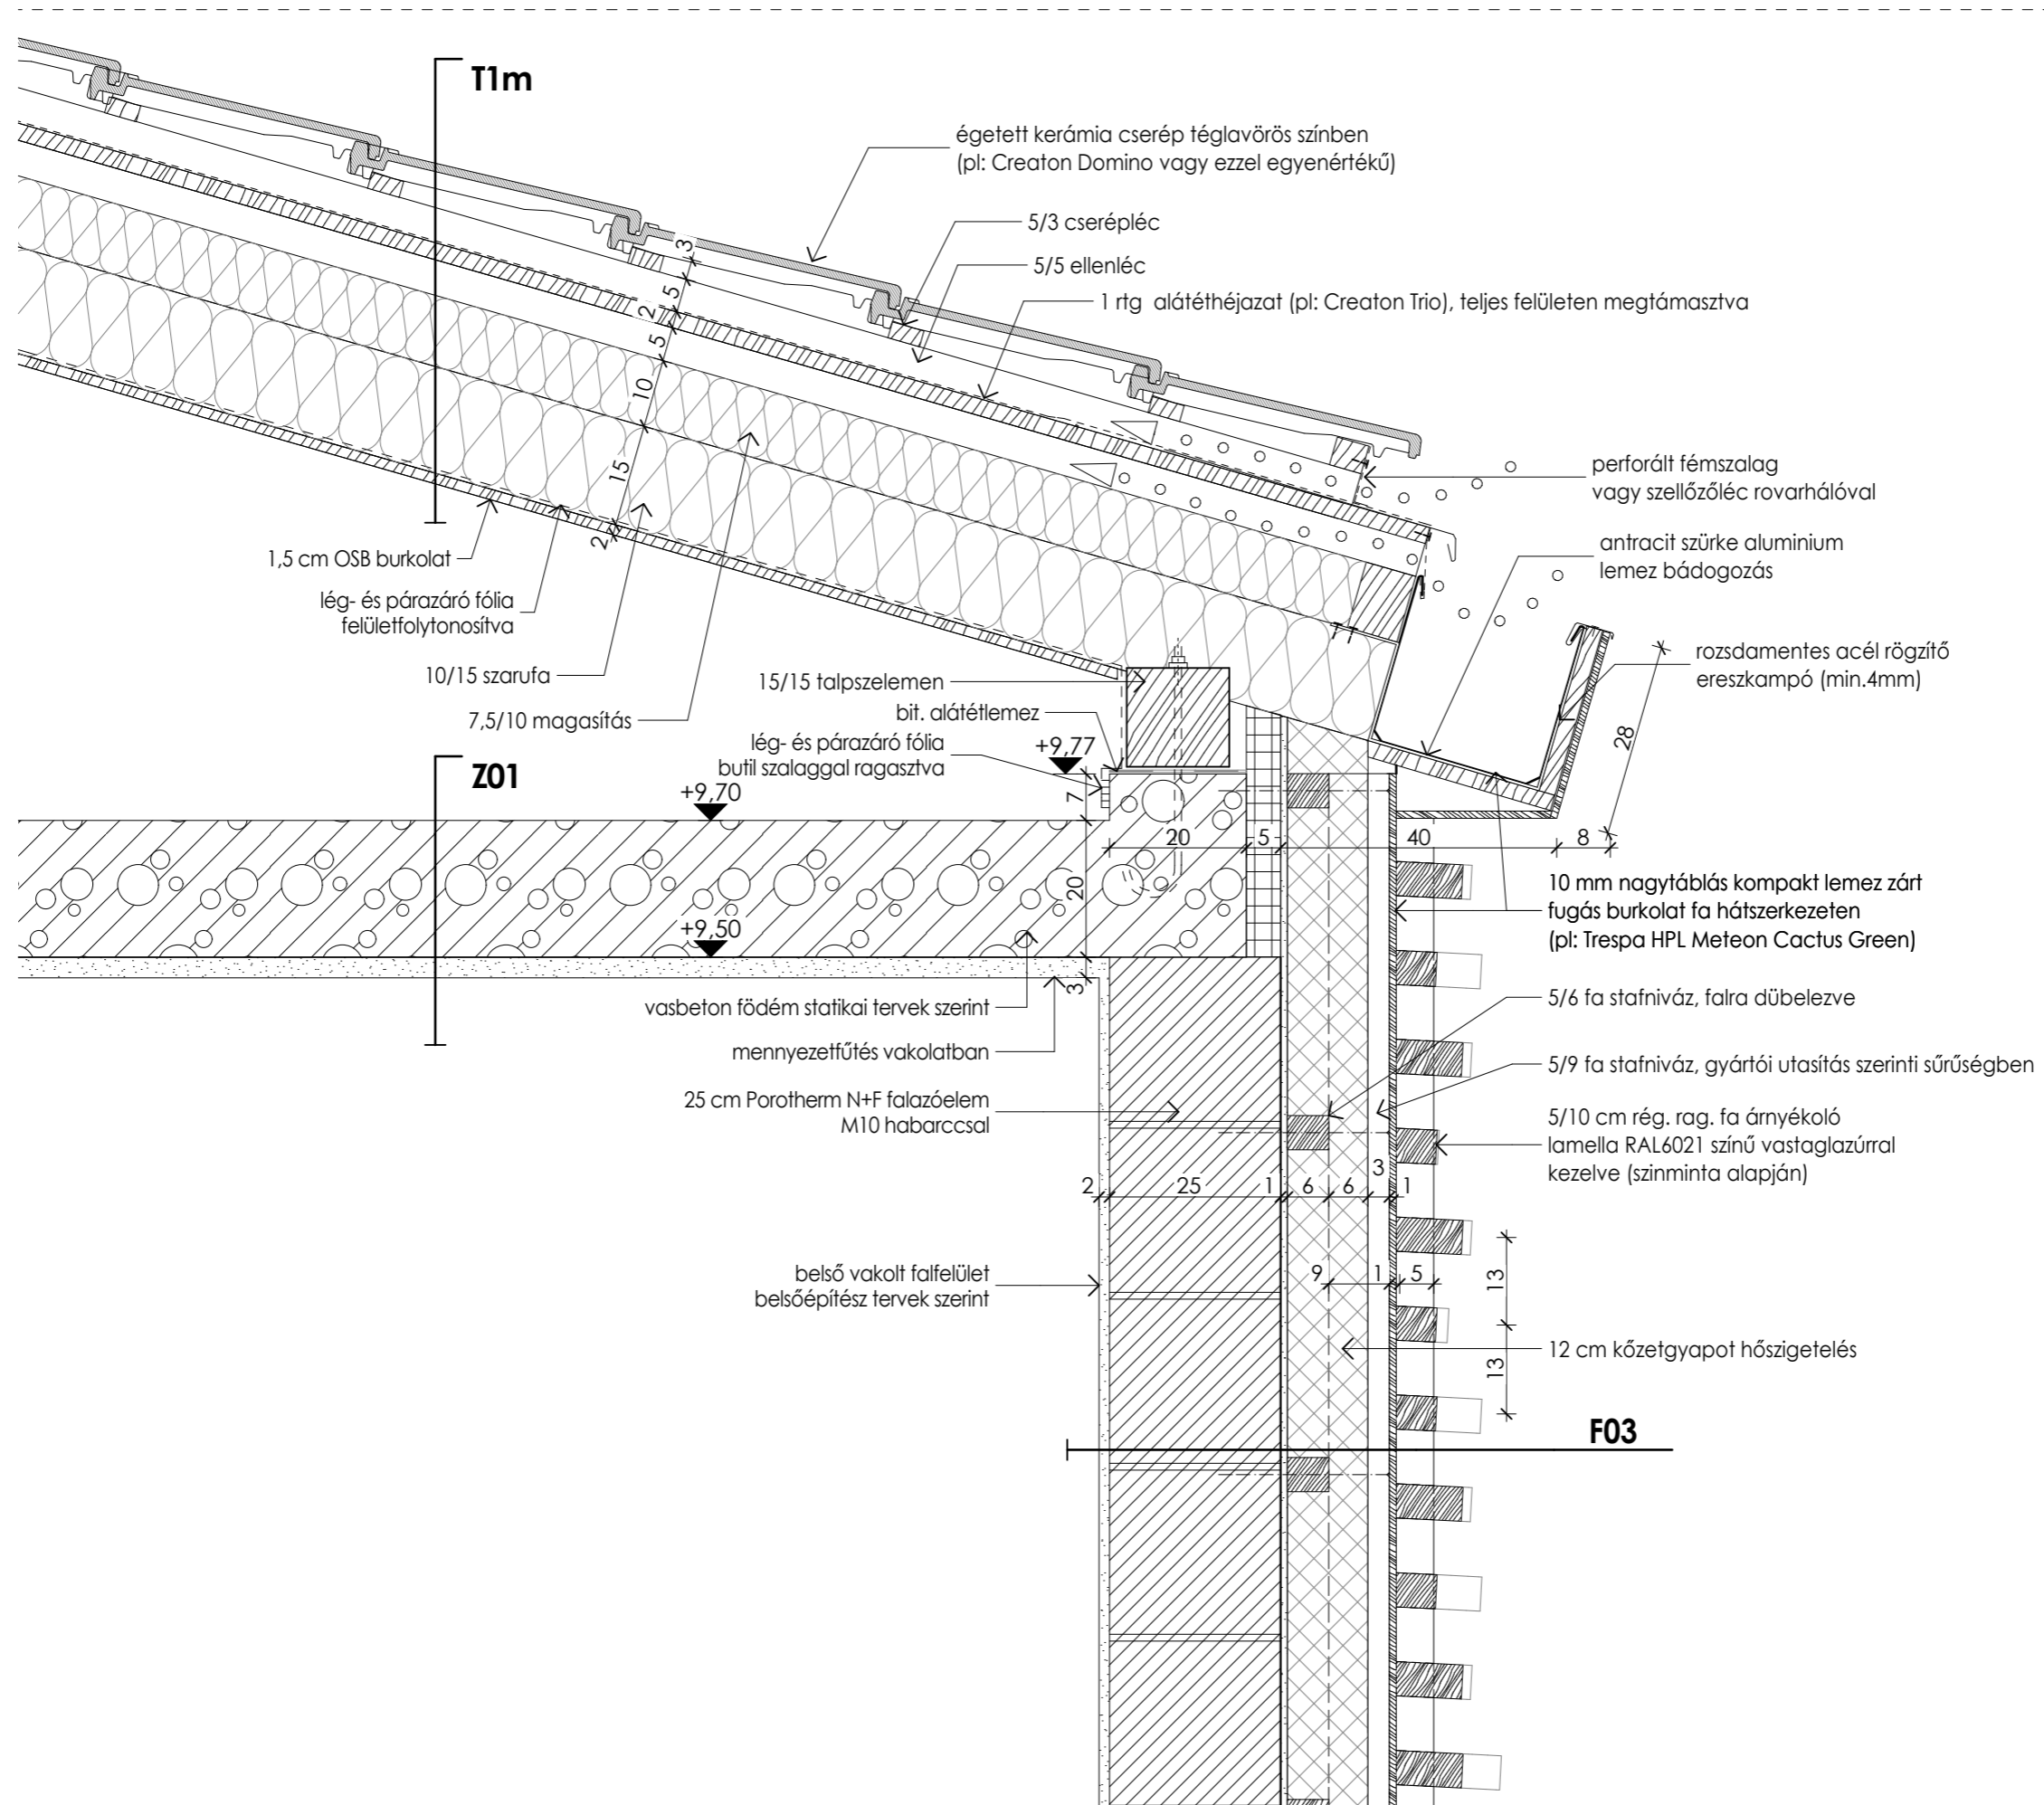 T1m
égetett kerámia cserép téglavörös színben
(pl: Creaton Domino vagy ezzel egyenértékű)
5/3 cserépléc
5/5 ellenléc
1 rtg alátéthéjazat (pl: Creaton Trio), teljes felületen megtámasztva
3
5
2
5
10
15
2
perforált fémszalag
vagy szellőzőléc rovarhálóval
antracit szürke aluminium
lemez bádogozás
rozsdamentes acél rögzítő
ereszkampó (min.4mm)
28
1,5 cm OSB burkolat
lég- és párazáró fólia
felületfolytonosítva
10/15 szarufa
7,5/10 magasítás
15/15 talpszelemen
bit. alátétlemez
lég- és párazáró fólia
butil szalaggal ragasztva
+9,77
Z01
+9,70
7
20
5
40
8
20
+9,50
3
10 mm nagytáblás kompakt lemez zárt
fugás burkolat fa hátszerkezeten
(pl: Trespa HPL Meteon Cactus Green)
vasbeton födém statikai tervek szerint
mennyezetfűtés vakolatban
25 cm Porotherm N+F falazóelem
M10 habarccsal
5/6 fa stafniváz, falra dübelezve
5/9 fa stafniváz, gyártói utasítás szerinti sűrűségben
5/10 cm rég. rag. fa árnyékoló
lamella RAL6021 színű vastaglazúrral
kezelve (szinminta alapján)
2
25
1
6
6
3
1
belső vakolt falfelület
belsőépítész tervek szerint
9
1
5
13
13
12 cm kőzetgyapot hőszigetelés
F03